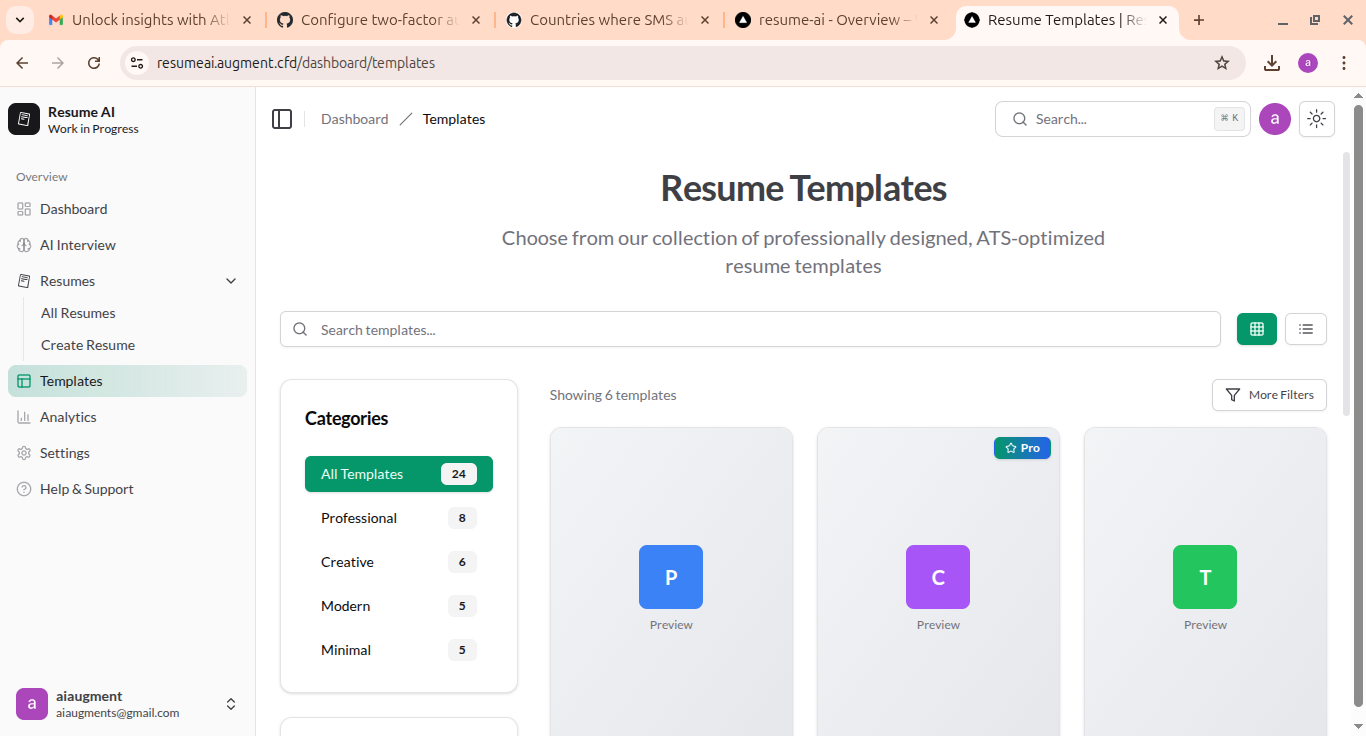 Unlock insights with Atl
Configure two-factor au
Countries where SMS au
resume-ai - Overview –
Resume Templates | Re
resumeai.augment.cfd/dashboard/templates
a
Resume AI
Work in Progress
Overview
Dashboard
AI Interview
Resumes
All Resumes
Create Resume
Templates
Analytics
Settings
Help & Support
a
aiaugment
aiaugments@gmail.com
Dashboard / Templates
Search...
⌘ K
a
Resume Templates
Choose from our collection of professionally designed, ATS-optimized
resume templates
Search templates...
Categories
All Templates 24
Professional 8
Creative 6
Modern 5
Minimal 5
Showing 6 templates
More Filters
P
Preview
Pro
C
Preview
T
Preview